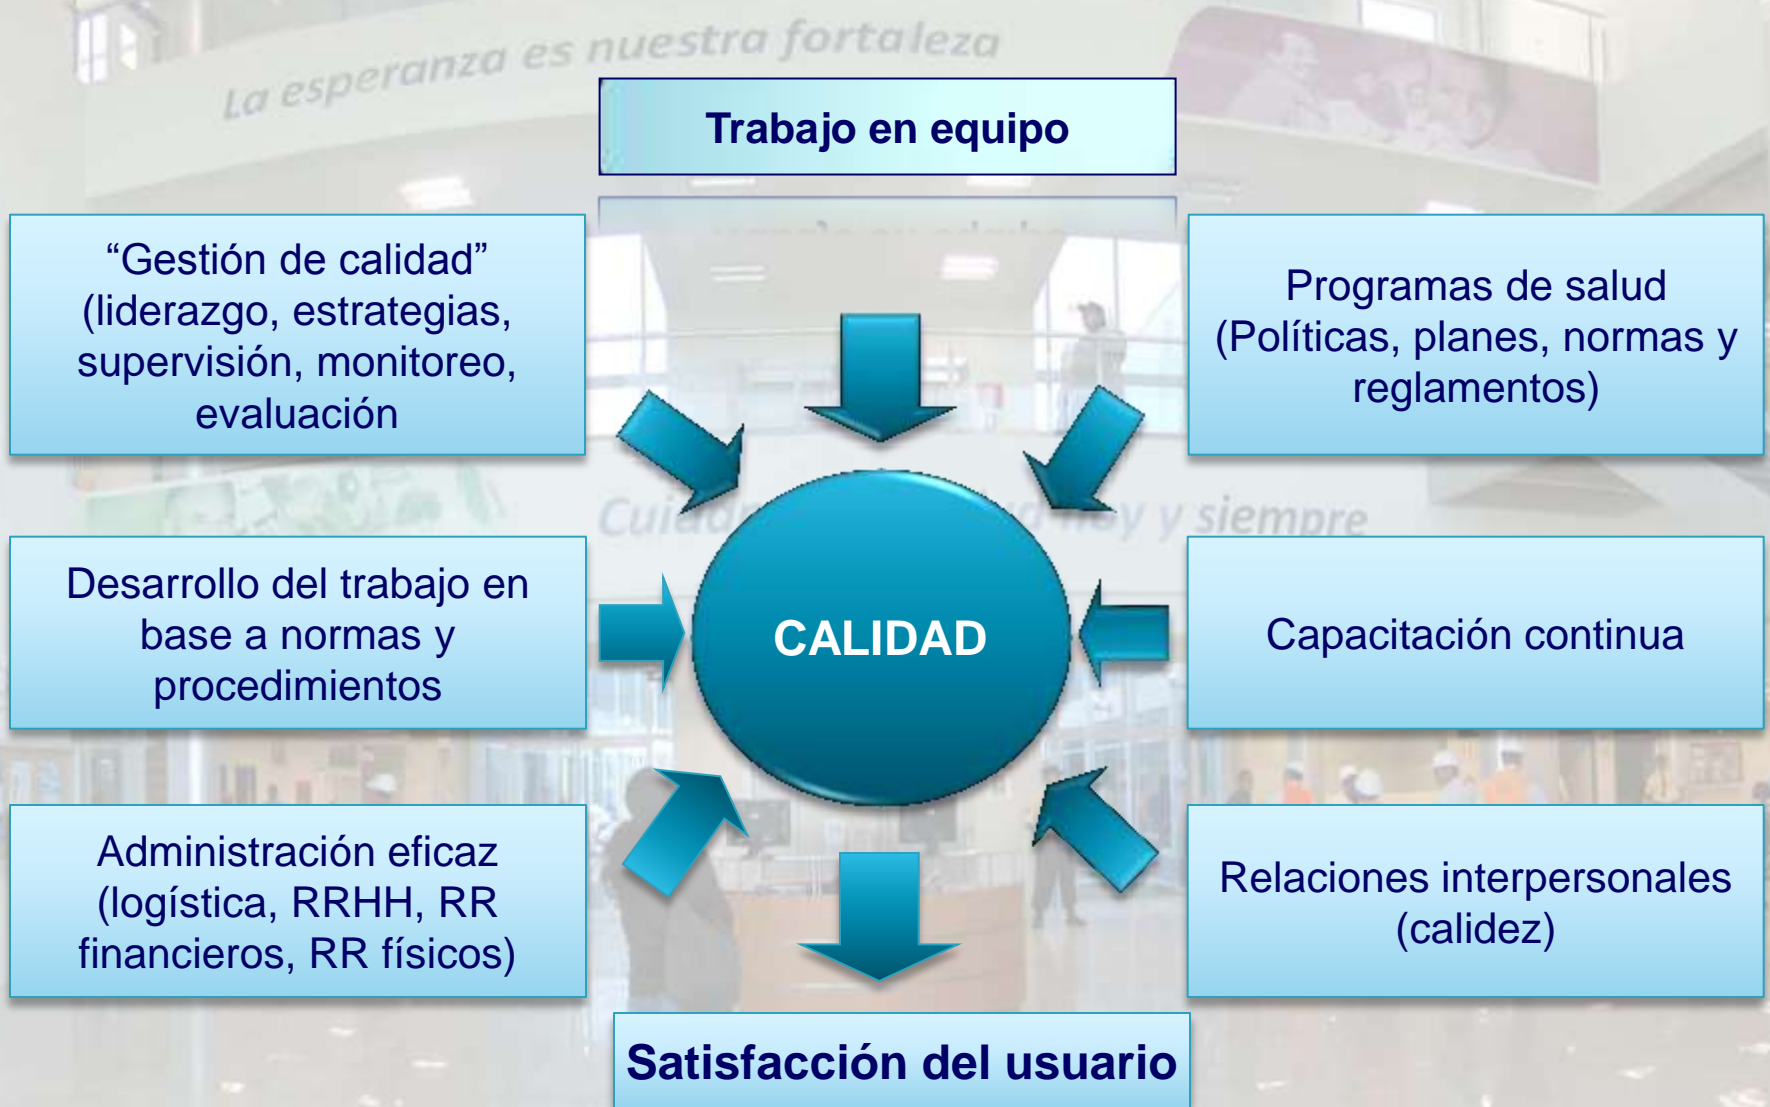 La esperanza es nuestra fortaleza
Trabajo en equipo
“Gestión de calidad”
(liderazgo, estrategias,
supervisión, monitoreo,
evaluación
Programas de salud
(Políticas, planes, normas y
reglamentos)
y siempre
Desarrollo del trabajo en
base a normas y
procedimientos
CALIDAD
Capacitación continua
Administración eficaz
(logística, RRHH, RR
financieros, RR físicos)
Relaciones interpersonales
(calidez)
Satisfacción del usuario